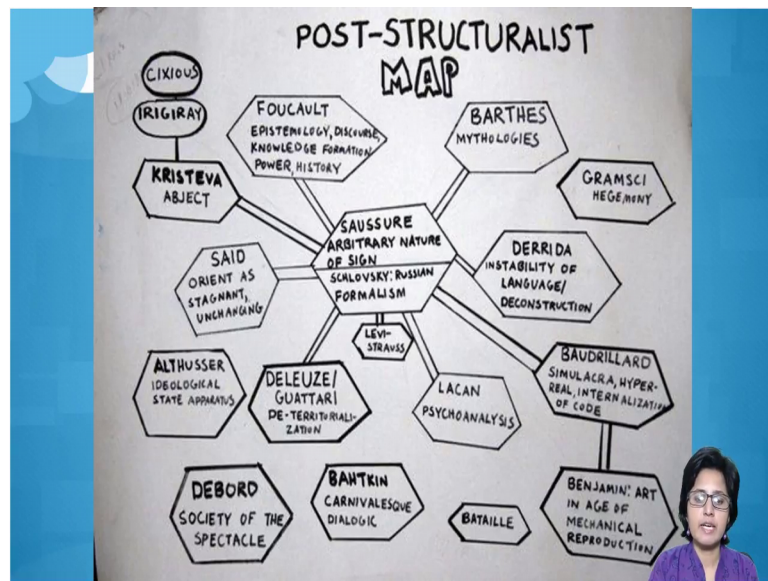 POST-STRUCTURALIST
MAP
CIXIOUS
IRIGIRAY
KRISTEVA
ABJECT
FOUCAULT
EPISTEMOLOGY, DISCOURSE,
KNOWLEDGE FORMATION
POWER, HISTORY
BARTHES
MYTHOLOGIES
GRAMSCI
HEGEMONY
SAUSSURE
ARBITRARY NATURE
OF SIGN
SCHLOVSKY: RUSSIAN
FORMALISM
SAID
ORIENT AS
STAGNANT,
UNCHANGING
DERRIDA
INSTABILITY OF
LANGUAGE/
DECONSTRUCTION
LEVI-
STRAUSS
ALTHUSSER
IDEOLOGICAL
STATE APPARATUS
DELEUZE/
GUATTARI
DE-TERRITORIALI-
ZATION
LACAN
PSYCHOANALYSIS
BAUDRILLARD
SIMULACRA, HYPER-
REAL, INTERNALIZATION
OF CODE
DEBORD
SOCIETY OF THE
SPECTACLE
BAHTKIN
CARNIVALESQUE
DIALOGIC
BATAILLE
BENJAMIN: ART
IN AGE OF
MECHANICAL
REPRODUCTION